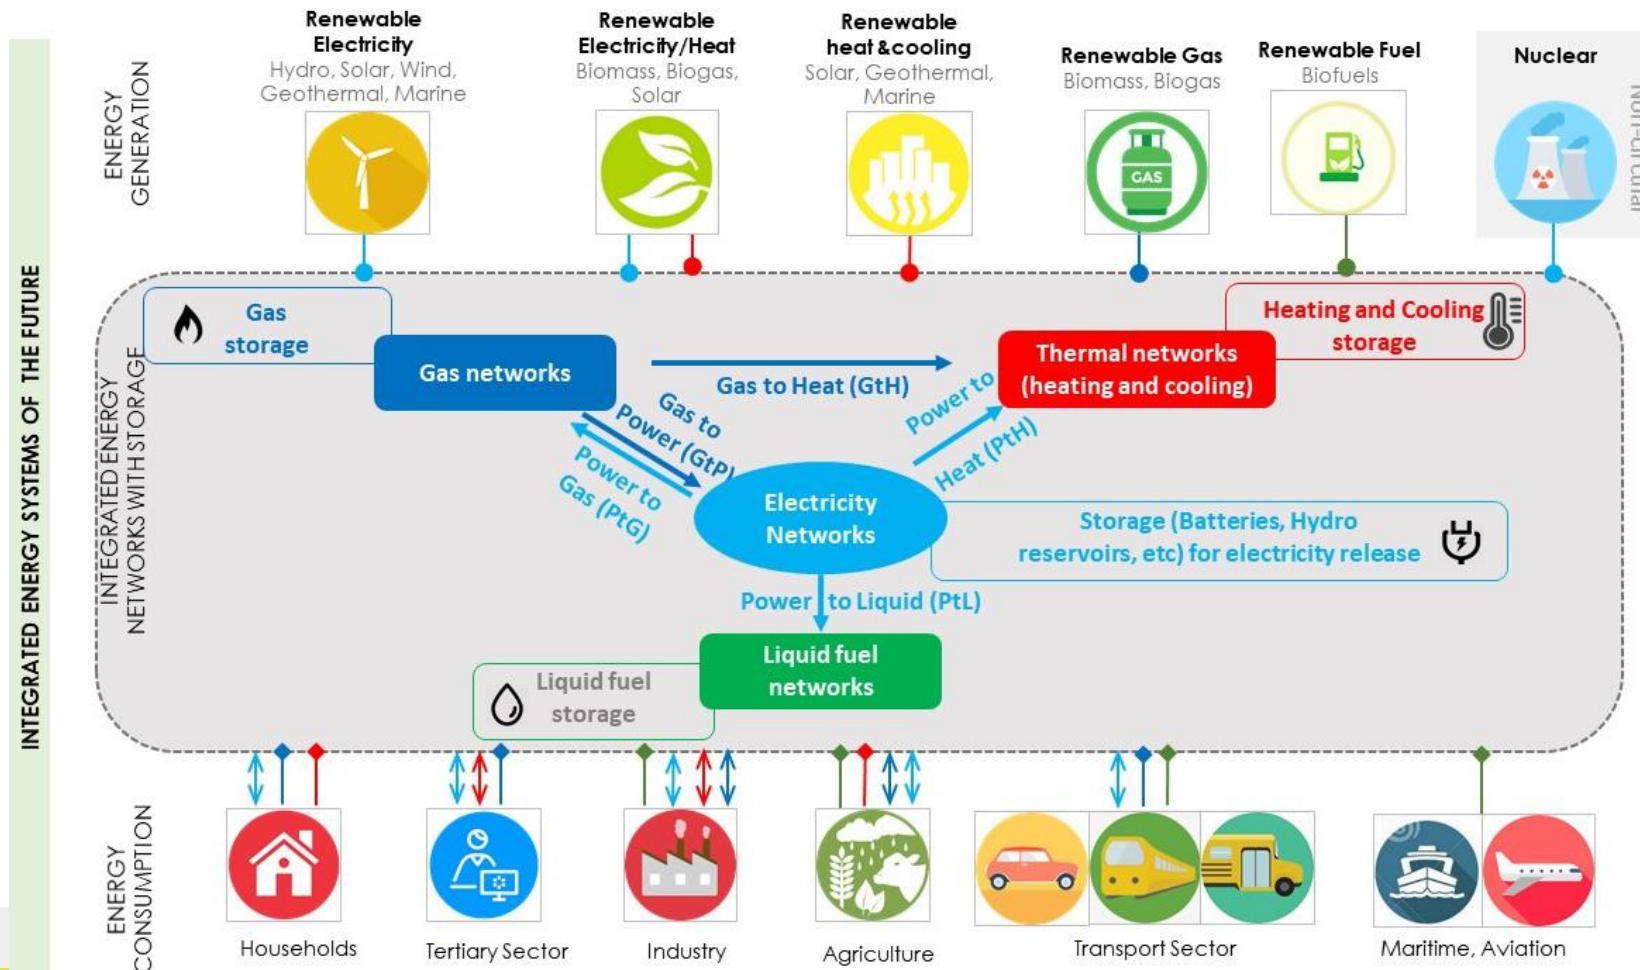 INTEGRATED ENERGY SYSTEMS OF THE FUTURE
ENERGY
GENERATION
Renewable
Electricity
Hydro, Solar, Wind,
Geothermal, Marine
Renewable
Electricity/Heat
Biomass, Biogas,
Solar
Renewable
heat &cooling
Solar, Geothermal,
Marine
Renewable Gas
Biomass, Biogas
GAS
Renewable Fuel
Biofuels
Nuclear
Non-circular
INTEGRATED ENERGY
NETWORKS WITH STORAGE
Gas
storage
Gas networks
Gas to Heat (GtH)
Thermal networks
(heating and cooling)
Heating and Cooling
storage
Gas to
Power (GtP)
Power to
Gas (PtG)
Power to
Heat (PtH)
Electricity
Networks
Storage (Batteries, Hydro
reservoirs, etc) for electricity release
Power to Liquid (PtL)
Liquid fuel
networks
Liquid fuel
storage
ENERGY
CONSUMPTION
Households
Tertiary Sector
Industry
Agriculture
Transport Sector
Maritime, Aviation